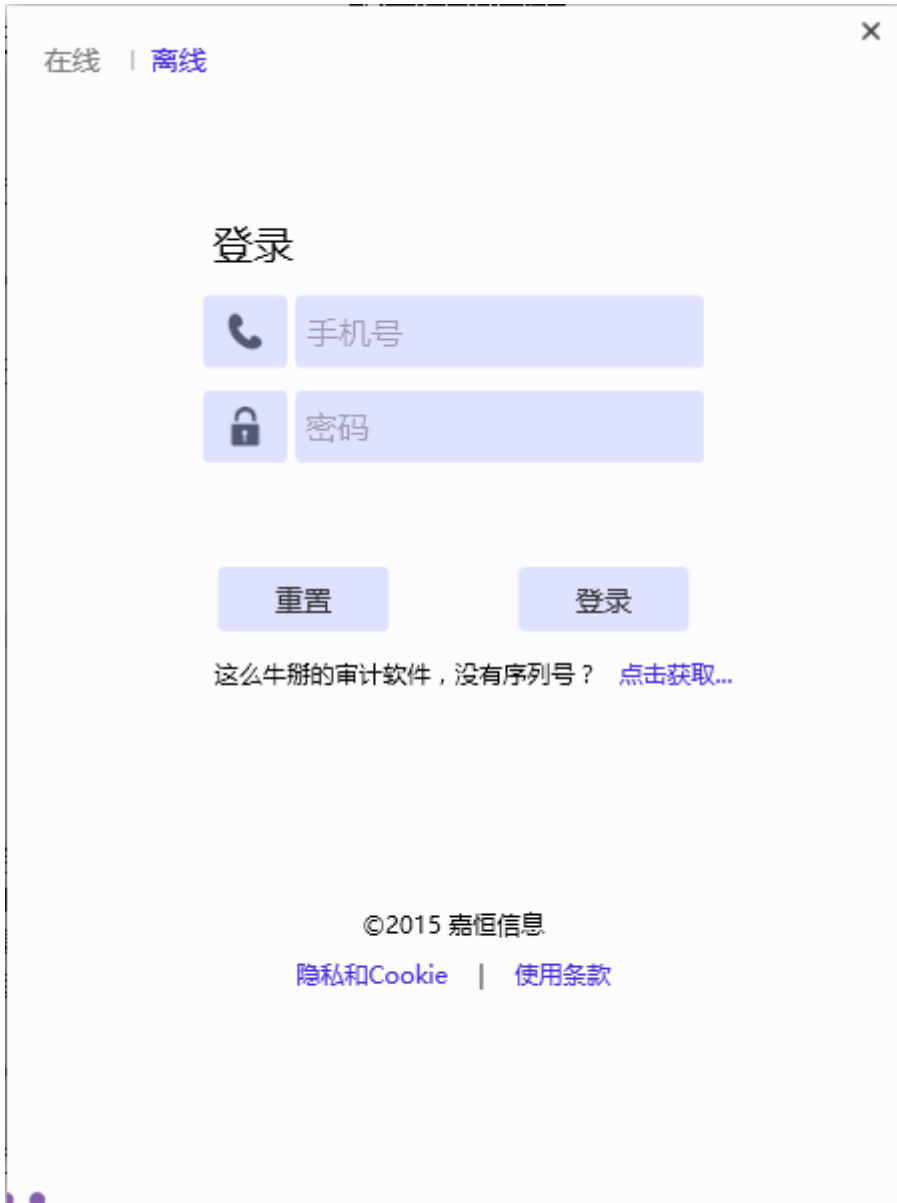 在线 | 离线
登录
手机号
密码
重置 登录
这么牛掰的审计软件，没有序列号？ 点击获取...
©2015 嘉恒信息
隐私和Cookie | 使用条款